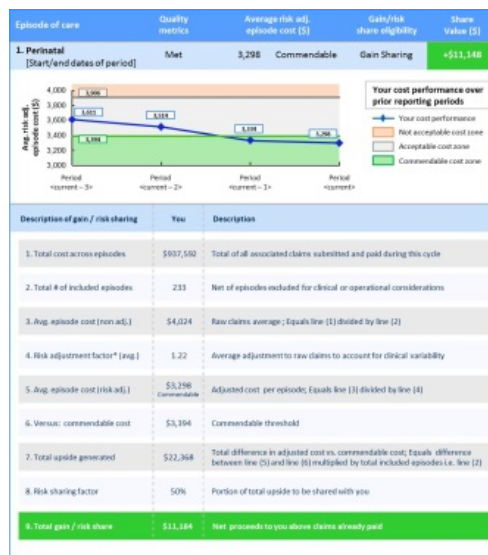 Episode of care
Quality metrics
Average risk adj. episode cost ($)
Gain/risk share eligibility
Share Value ($)
1. Perinatal
[Start/end dates of period]
Met
3,298 Commendable
Gain Sharing
+$11,148
Avg. risk adj. episode cost ($)
4,000
3,800
3,600
3,400
3,200
3,000
3,906
3,611
3,514
3,394
3,298
Period
<current – 3>
Period
<current – 2>
Period
<current – 1>
Period
<current>
Your cost performance over
prior reporting periods
Your cost performance
Not acceptable cost zone
Acceptable cost zone
Commendable cost zone
Description of gain / risk sharing
You
Description
1. Total cost across episodes
$937,592
Total of all associated claims submitted and paid during this cycle
2. Total # of included episodes
233
Net of episodes excluded for clinical or operational considerations
3. Avg. episode cost (non adj.)
$4,024
Raw claims average ; Equals line (1) divided by line (2)
4. Risk adjustment factor* (avg.)
1.22
Average adjustment to raw claims to account for clinical variability
5. Avg. episode cost (risk adj.)
$3,298
Commendable
Adjusted cost per episode; Equals line (3) divided by line (4)
6. Versus: commendable cost
$3,394
Commendable threshold
7. Total upside generated
$22,368
Total difference in adjusted cost vs. commendable cost; Equals difference
between line (5) and line (6) multiplied by total included episodes i.e. line (2)
8. Risk sharing factor
50%
Portion of total upside to be shared with you
9. Total gain / risk share
$11,184
Net proceeds to you above claims already paid